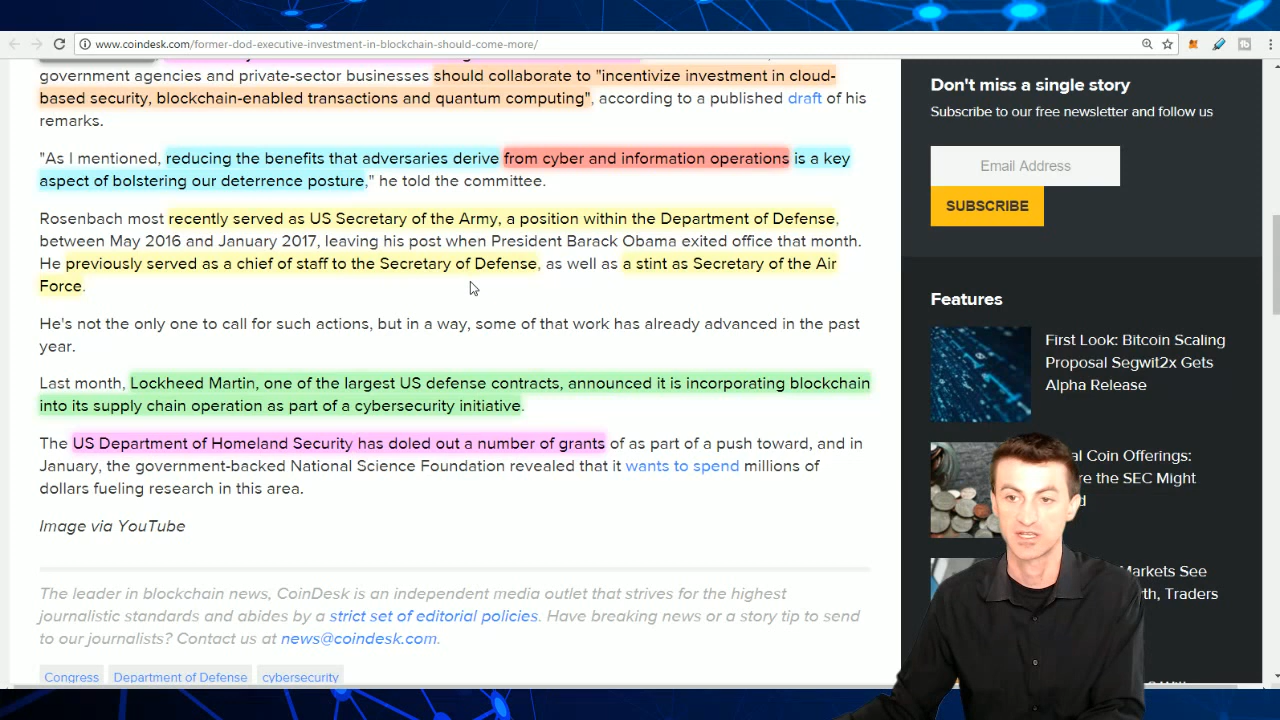 www.coindesk.com/former-dod-executive-investment-in-blockchain-should-come-more/
government agencies and private-sector businesses should collaborate to "incentivize investment in cloud-
based security, blockchain-enabled transactions and quantum computing", according to a published draft of his
remarks.
"As I mentioned, reducing the benefits that adversaries derive from cyber and information operations is a key
aspect of bolstering our deterrence posture," he told the committee.
Rosenbach most recently served as US Secretary of the Army, a position within the Department of Defense,
between May 2016 and January 2017, leaving his post when President Barack Obama exited office that month.
He previously served as a chief of staff to the Secretary of Defense, as well as a stint as Secretary of the Air
Force.
He's not the only one to call for such actions, but in a way, some of that work has already advanced in the past
year.
Last month, Lockheed Martin, one of the largest US defense contracts, announced it is incorporating blockchain
into its supply chain operation as part of a cybersecurity initiative.
The US Department of Homeland Security has doled out a number of grants of as part of a push toward, and in
January, the government-backed National Science Foundation revealed that it wants to spend millions of
dollars fueling research in this area.
Image via YouTube
The leader in blockchain news, CoinDesk is an independent media outlet that strives for the highest
journalistic standards and abides by a strict set of editorial policies. Have breaking news or a story tip to send
to our journalists? Contact us at news@coindesk.com.
Congress
Department of Defense
cybersecurity
Don't miss a single story
Subscribe to our free newsletter and follow us
Email Address
SUBSCRIBE
Features
First Look: Bitcoin Scaling
Proposal Segwit2x Gets
Alpha Release
Coin Offerings:
the SEC Might
Markets See
Traders